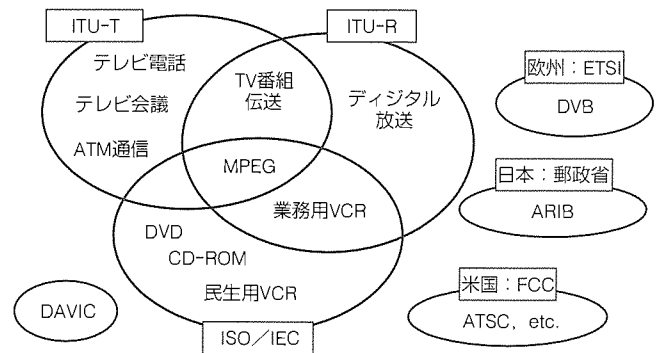 ITU-T
ITU-R
テレビ電話
テレビ会議
ATM通信
TV番組
伝送
ディジタル
放送
MPEG
業務用VCR
DVD
CD-ROM
民生用VCR
ISO/IEC
DAVIC
欧州:ETSI
DVB
日本:郵政省
ARIB
米国:FCC
ATSC, etc.